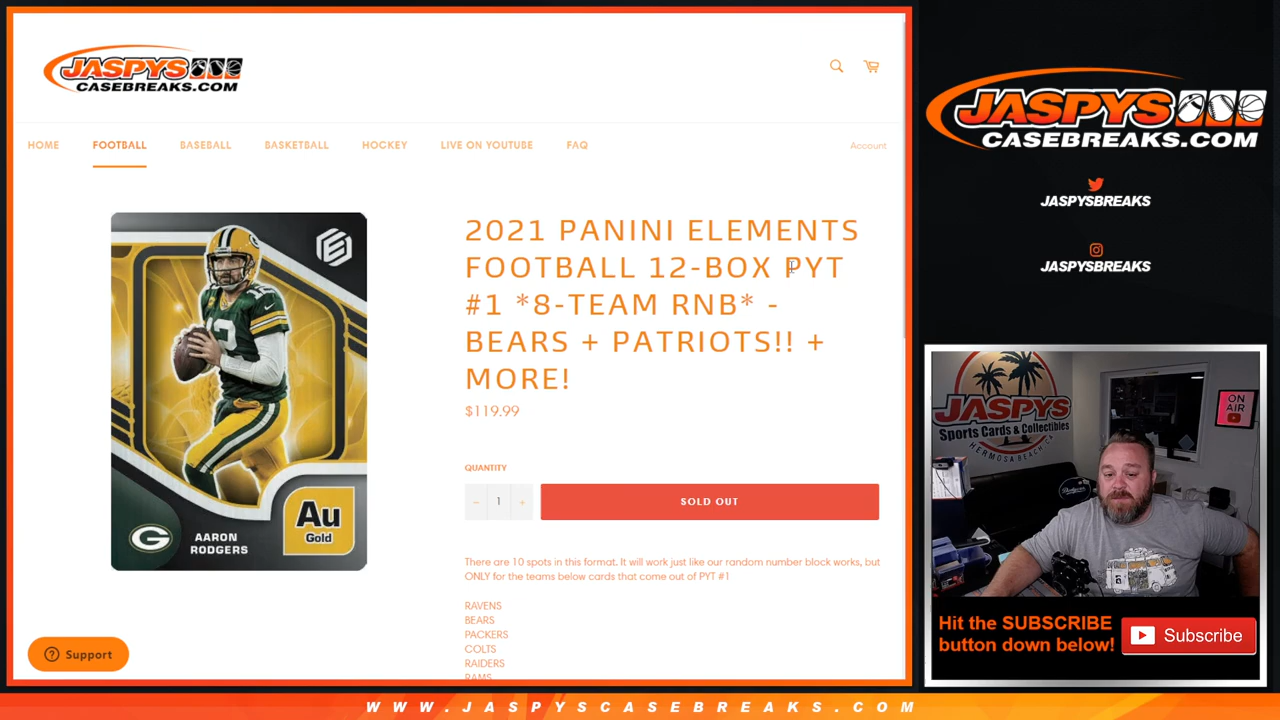 JASPYS
CASEBREAKS.COM
HOME
FOOTBALL
BASEBALL
BASKETBALL
HOCKEY
LIVE ON YOUTUBE
FAQ
Account
12
Au
Gold
G
AARON
RODGERS
2021 PANINI ELEMENTS
FOOTBALL 12-BOX PYT
#1 *8-TEAM RNB* -
BEARS + PATRIOTS!! +
MORE!
$119.99
QUANTITY
− 1 +
SOLD OUT
There are 10 spots in this format. It will work just like our random number block works, but
ONLY for the teams below cards that come out of PYT #1
RAVENS
BEARS
PACKERS
COLTS
RAIDERS
RAMS
? Support
JASPYS
CASEBREAKS.COM
JASPYSBREAKS
JASPYSBREAKS
JASPYS
Sports Cards & Collectibles
HERMOSA BEACH, CA
ON
AIR
Hit the SUBSCRIBE
button down below!
Subscribe
WWW.JASPYSCASEBREAKS.COM